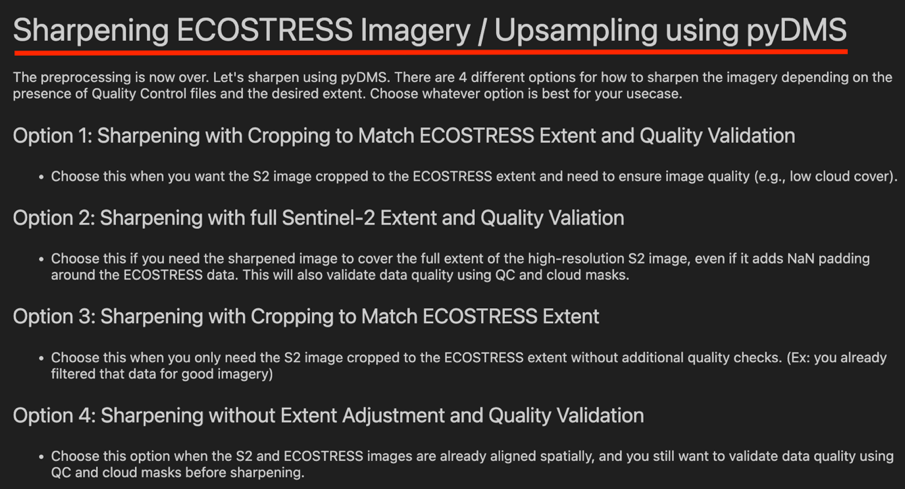 Sharpening ECOSTRESS Imagery / Upsampling using pyDMS
The preprocessing is now over. Let's sharpen using pyDMS. There are 4 different options for how to sharpen the imagery depending on the
presence of Quality Control files and the desired extent. Choose whatever option is best for your usecase.
Option 1: Sharpening with Cropping to Match ECOSTRESS Extent and Quality Validation
• Choose this when you want the S2 image cropped to the ECOSTRESS extent and need to ensure image quality (e.g., low cloud cover).
Option 2: Sharpening with full Sentinel-2 Extent and Quality Valiation
• Choose this if you need the sharpened image to cover the full extent of the high-resolution S2 image, even if it adds NaN padding
around the ECOSTRESS data. This will also validate data quality using QC and cloud masks.
Option 3: Sharpening with Cropping to Match ECOSTRESS Extent
• Choose this when you only need the S2 image cropped to the ECOSTRESS extent without additional quality checks. (Ex: you already
filtered that data for good imagery)
Option 4: Sharpening without Extent Adjustment and Quality Validation
• Choose this option when the S2 and ECOSTRESS images are already aligned spatially, and you still want to validate data quality using
QC and cloud masks before sharpening.